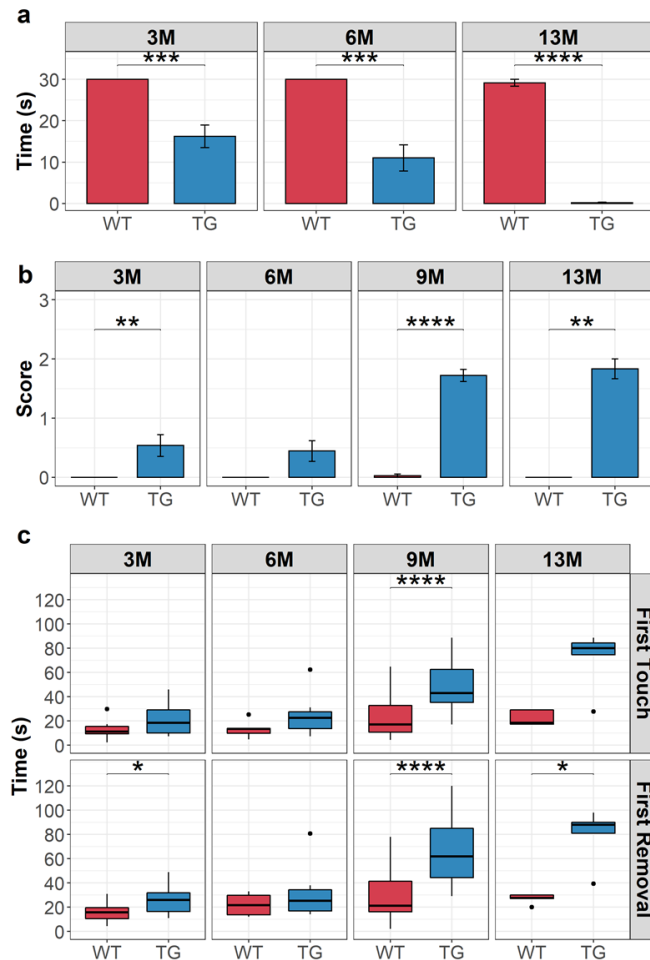 a
3M 6M 13M
*** *** ****
Time (s)
30
20
10
0
WT TG WT TG WT TG
b
3M 6M 9M 13M
** **** **
Score
3
2
1
0
WT TG WT TG WT TG WT TG
c
3M 6M 9M 13M
****
Time (s)
120
100
80
60
40
20
0
First Touch
* **** *
120
100
80
60
40
20
0
First Removal
WT TG WT TG WT TG WT TG